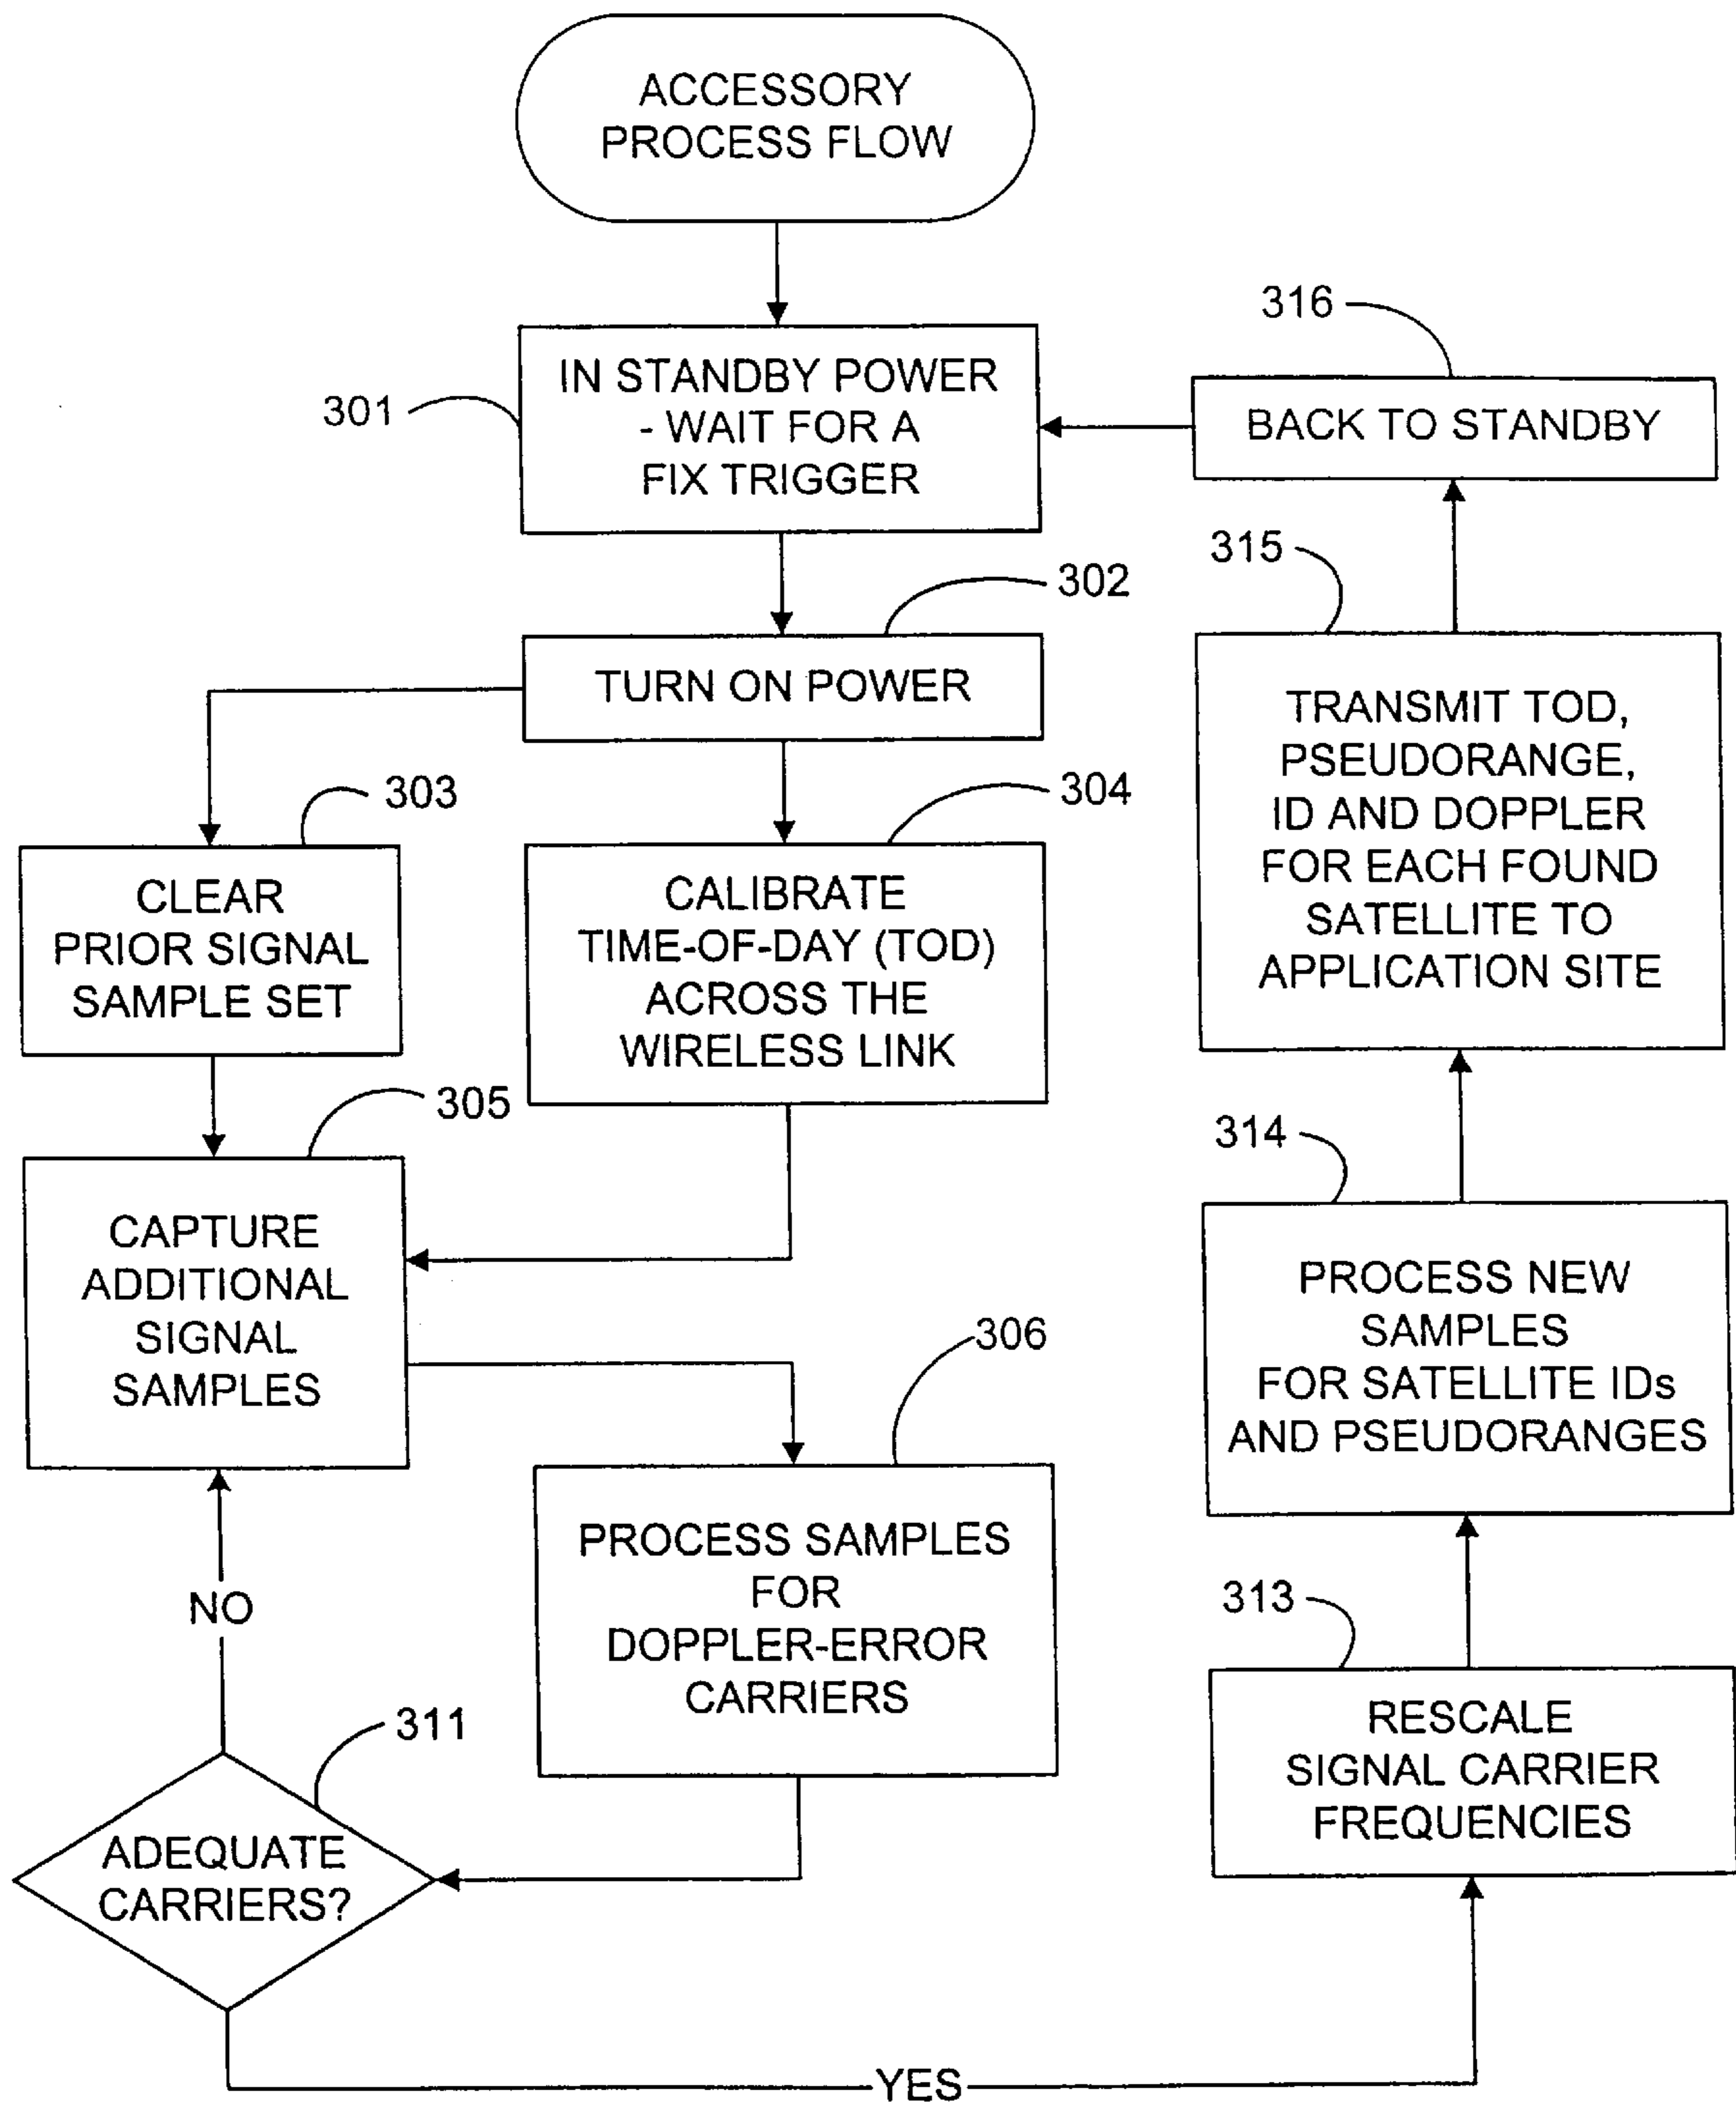 ACCESSORY
PROCESS FLOW
316
IN STANDBY POWER
- WAIT FOR A
FIX TRIGGER
301
BACK TO STANDBY
315
302
TURN ON POWER
TRANSMIT TOD,
PSEUDORANGE,
ID AND DOPPLER
FOR EACH FOUND
SATELLITE TO
APPLICATION SITE
303
304
CLEAR
PRIOR SIGNAL
SAMPLE SET
CALIBRATE
TIME-OF-DAY (TOD)
ACROSS THE
WIRELESS LINK
305
314
CAPTURE
ADDITIONAL
SIGNAL
SAMPLES
PROCESS NEW
SAMPLES
FOR SATELLITE IDs
AND PSEUDORANGES
306
PROCESS SAMPLES
FOR
DOPPLER-ERROR
CARRIERS
NO
313
311
RESCALE
SIGNAL CARRIER
FREQUENCIES
ADEQUATE
CARRIERS?
YES